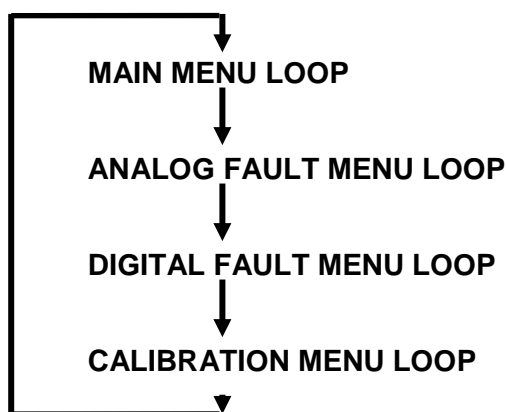 MAIN MENU LOOP
ANALOG FAULT MENU LOOP
DIGITAL FAULT MENU LOOP
CALIBRATION MENU LOOP